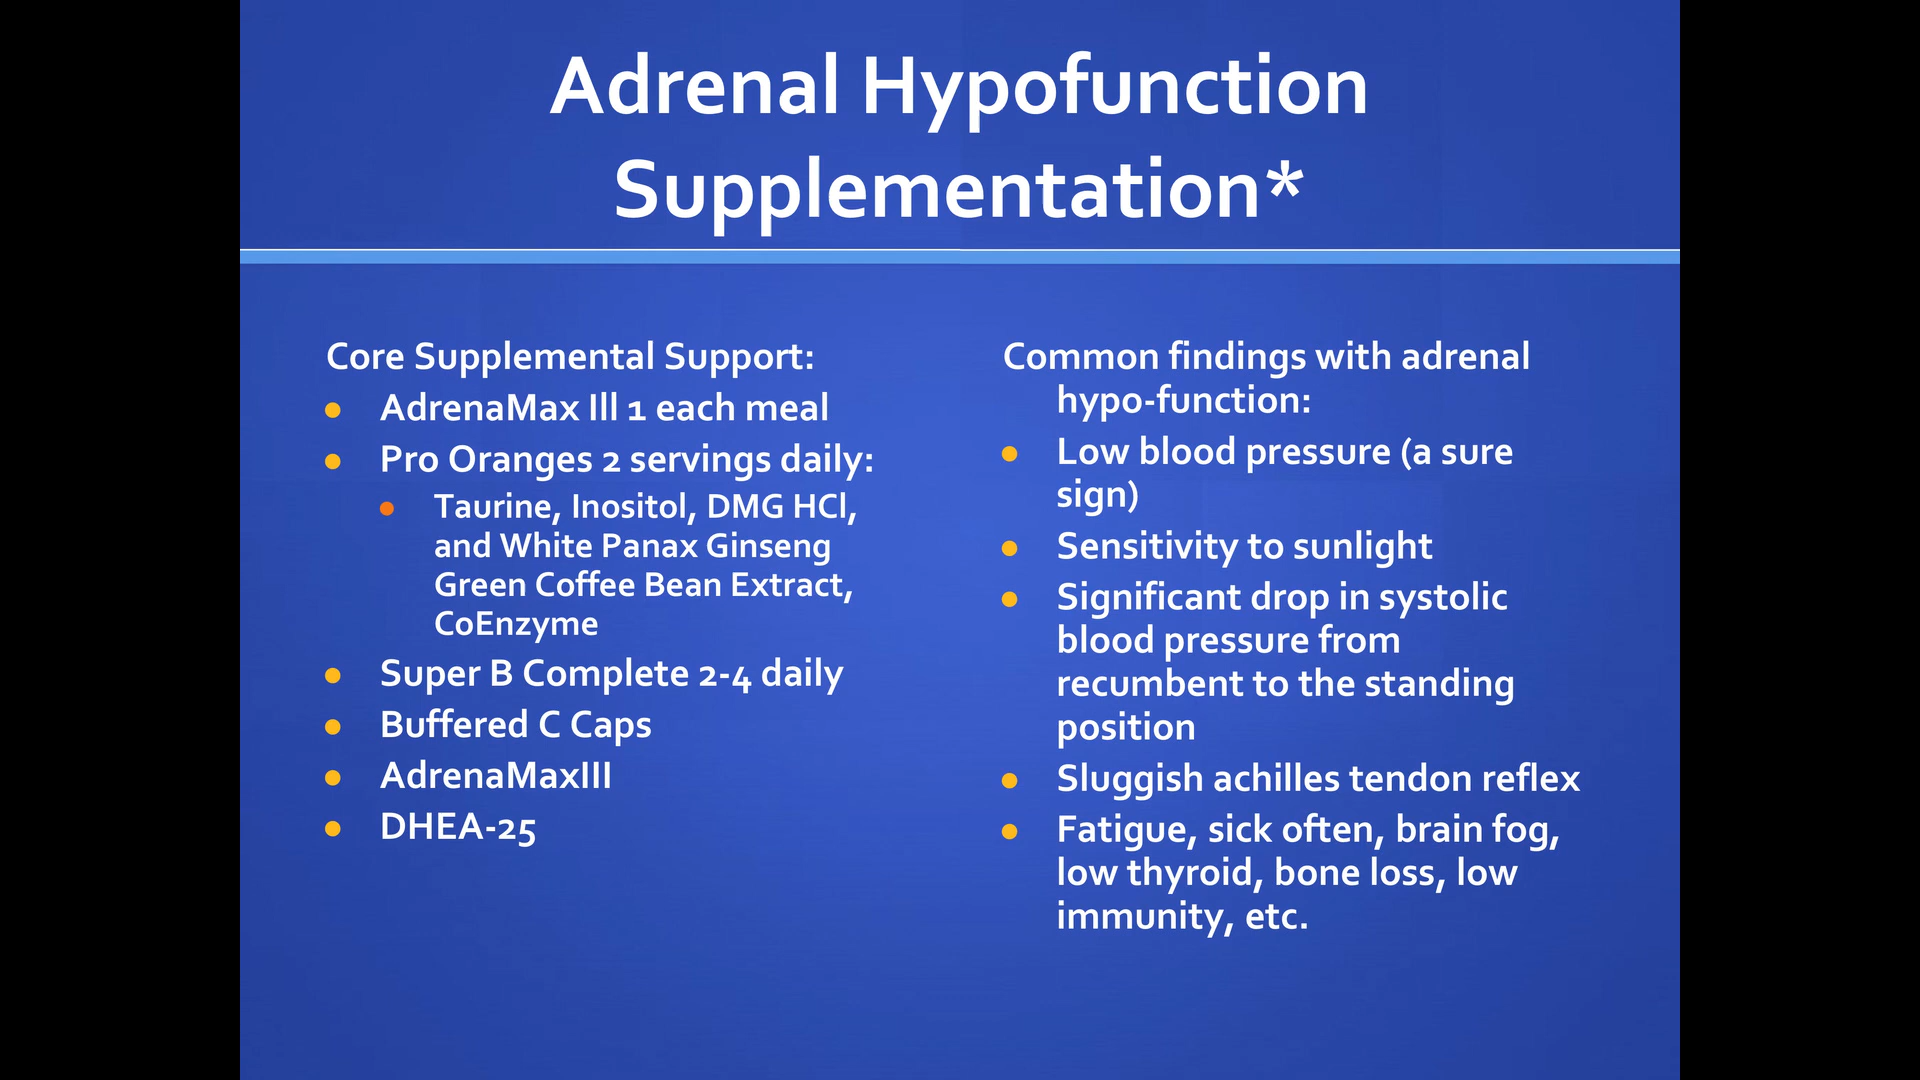 Adrenal Hypofunction
Supplementation*
Core Supplemental Support:
AdrenaMax Ill 1 each meal
Pro Oranges 2 servings daily:
Taurine, Inositol, DMG HCl,
and White Panax Ginseng
Green Coffee Bean Extract,
CoEnzyme
Super B Complete 2-4 daily
Buffered C Caps
AdrenaMaxIII
DHEA-25
Common findings with adrenal
hypo-function:
Low blood pressure (a sure
sign)
Sensitivity to sunlight
Significant drop in systolic
blood pressure from
recumbent to the standing
position
Sluggish achilles tendon reflex
Fatigue, sick often, brain fog,
low thyroid, bone loss, low
immunity, etc.